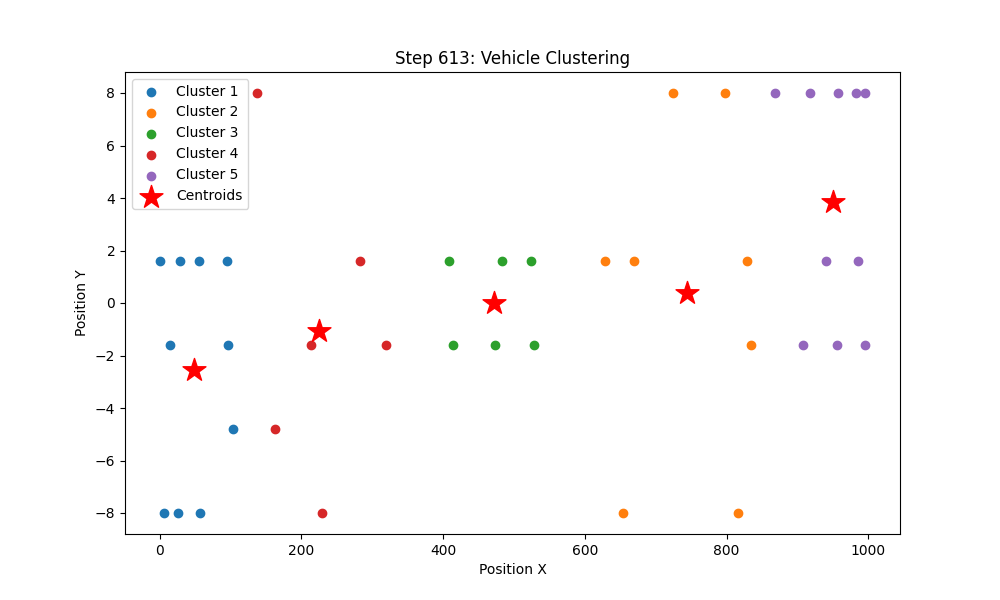 Step 613: Vehicle Clustering
Cluster 1
Cluster 2
Cluster 3
Cluster 4
Cluster 5
Centroids
8
6
4
2
0
−2
−4
−6
−8
Position Y
0
200
400
600
800
1000
Position X